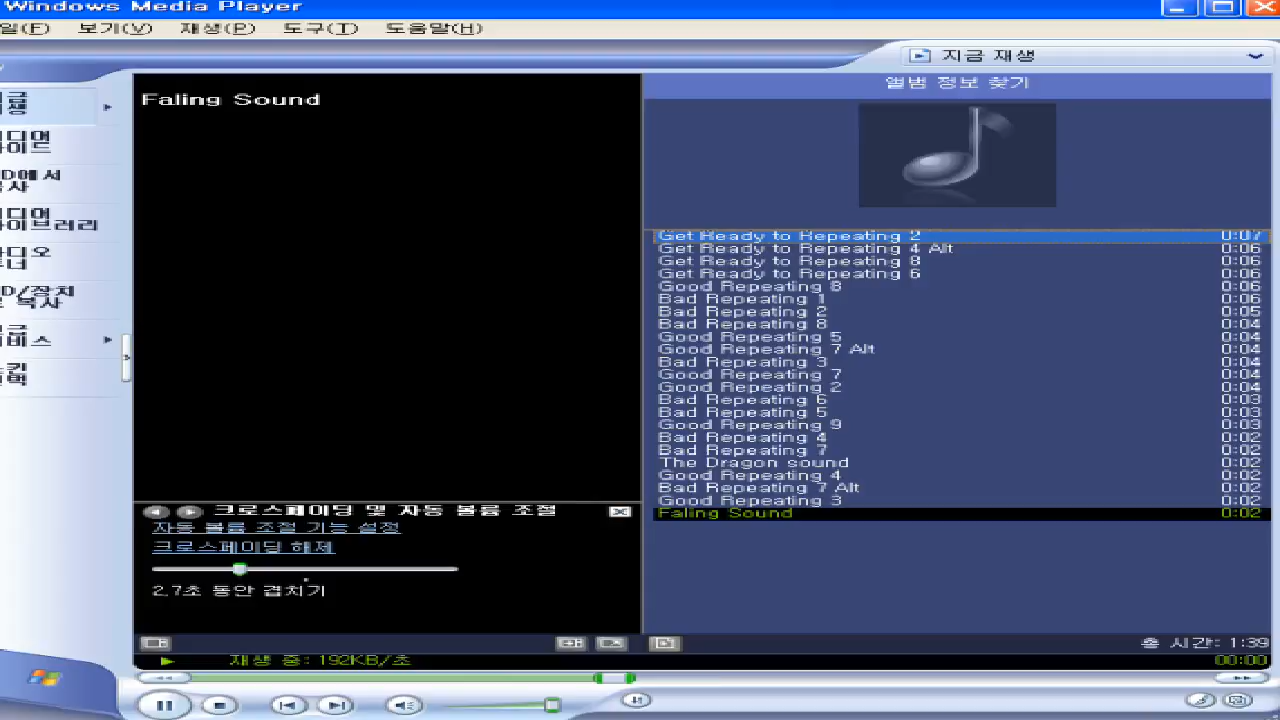 Windows Media Player
일(F) 보기(V) 재생(P) 도구(T) 도움말(H)
지금 재생
Faling Sound
앨범 정보 찾기
Get Ready to Repeating 2 0:07
Get Ready to Repeating 4 Alt 0:06
Get Ready to Repeating 8 0:06
Get Ready to Repeating 6 0:06
Good Repeating 8 0:06
Bad Repeating 1 0:06
Bad Repeating 2 0:05
Bad Repeating 8 0:04
Good Repeating 5 0:04
Good Repeating 7 Alt 0:04
Bad Repeating 3 0:04
Good Repeating 7 0:04
Good Repeating 2 0:04
Bad Repeating 6 0:03
Bad Repeating 5 0:03
Good Repeating 9 0:03
Bad Repeating 4 0:02
Bad Repeating 7 0:02
The Dragon sound 0:02
Good Repeating 4 0:02
Bad Repeating 7 Alt 0:02
Good Repeating 3 0:02
Faling Sound 0:02
크로스페이딩 및 자동 볼륨 조절
자동 볼륨 조절 기능 설정
크로스페이딩 해제
2.7초 동안 겹치기
총 시간: 1:39
재생 중: 192KB/초
00:00